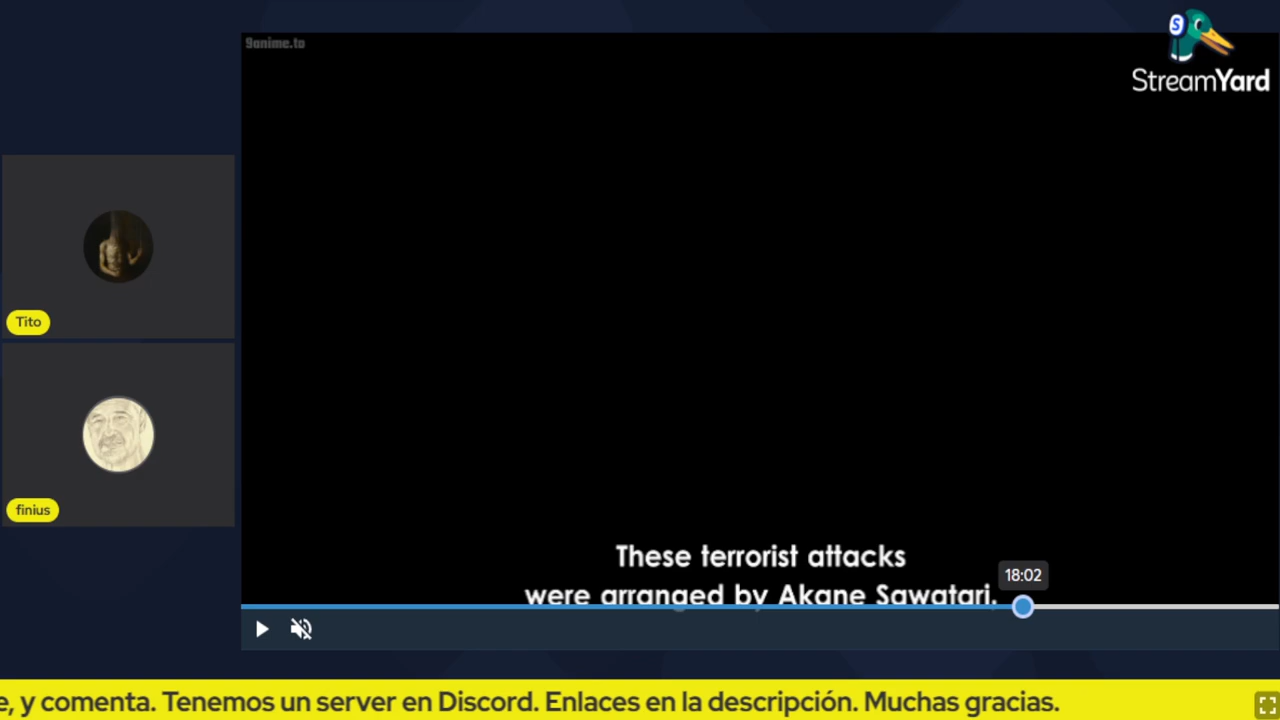 9anime.to
S
StreamYard
Tito
finius
These terrorist attacks
were arranged by Akane Sawatari.
18:02
e, y comenta. Tenemos un server en Discord. Enlaces en la descripción. Muchas gracias.